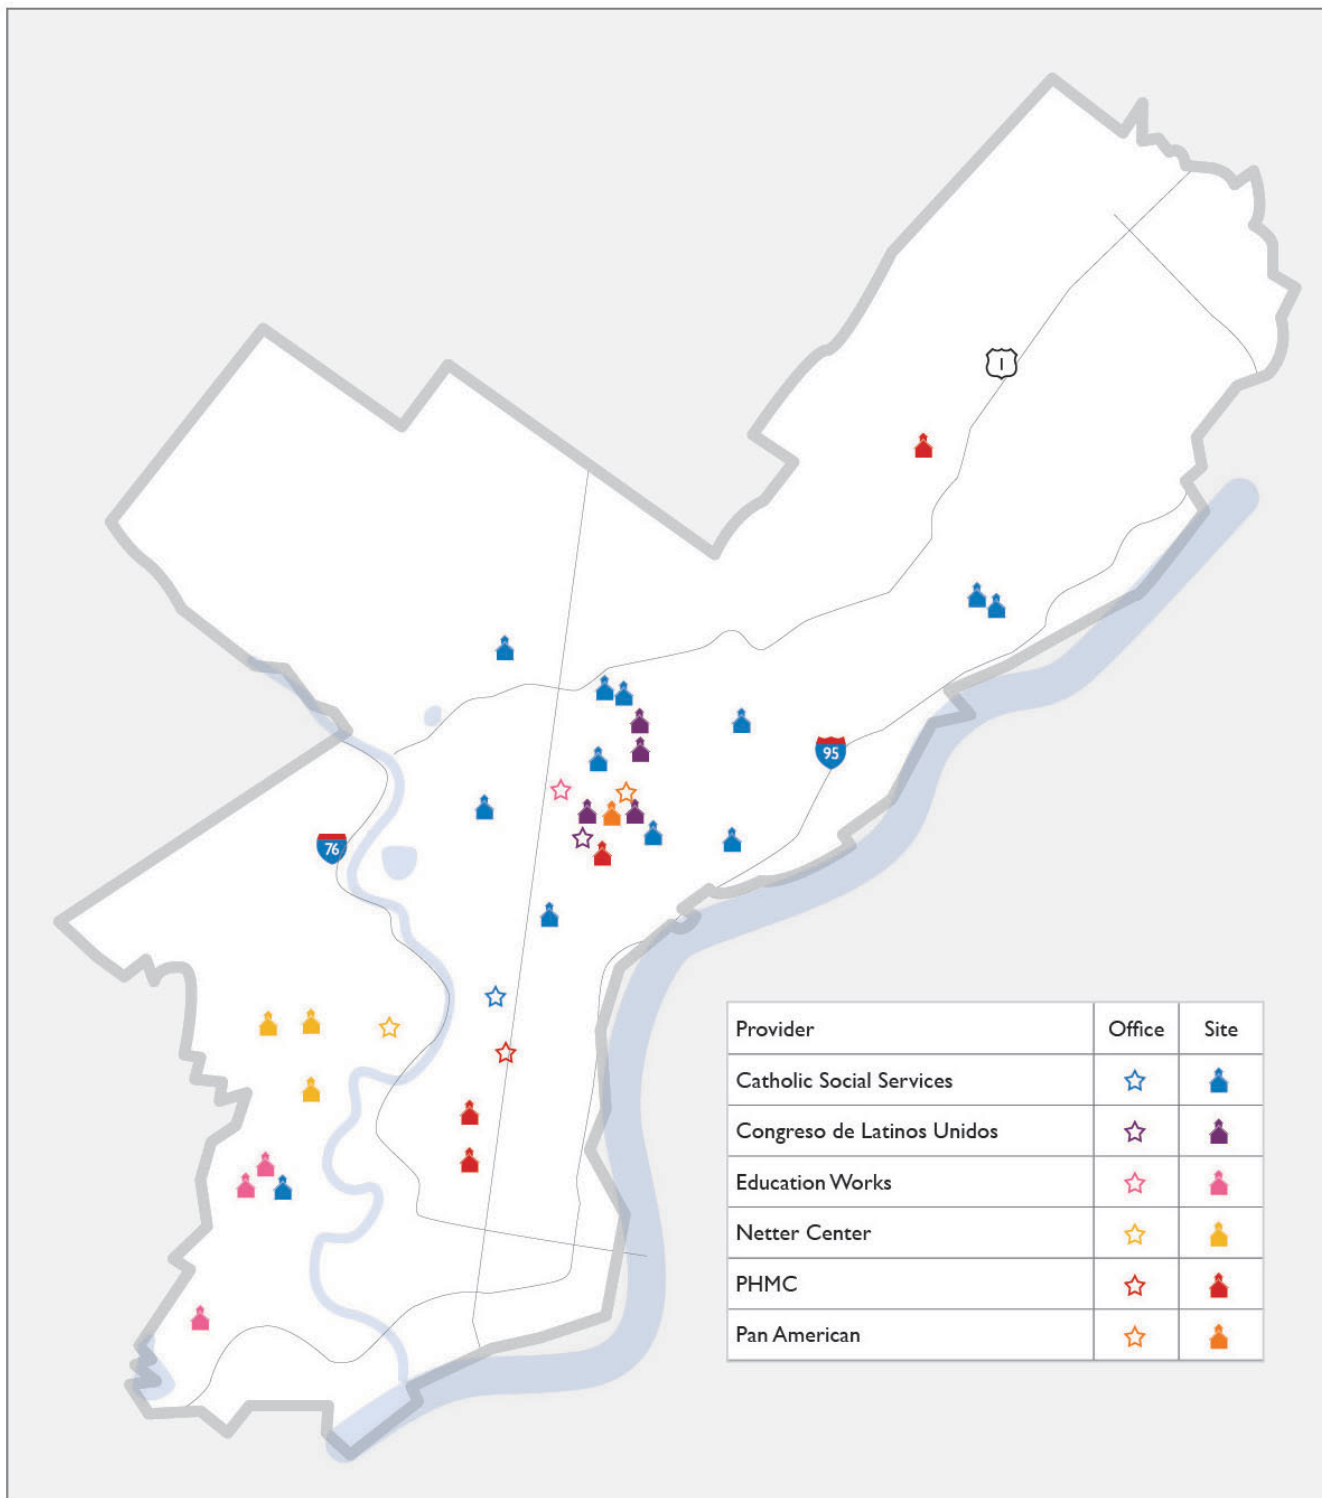 1
95
76
Provider Office Site
Catholic Social Services
Congreso de Latinos Unidos
Education Works
Netter Center
PHMC
Pan American